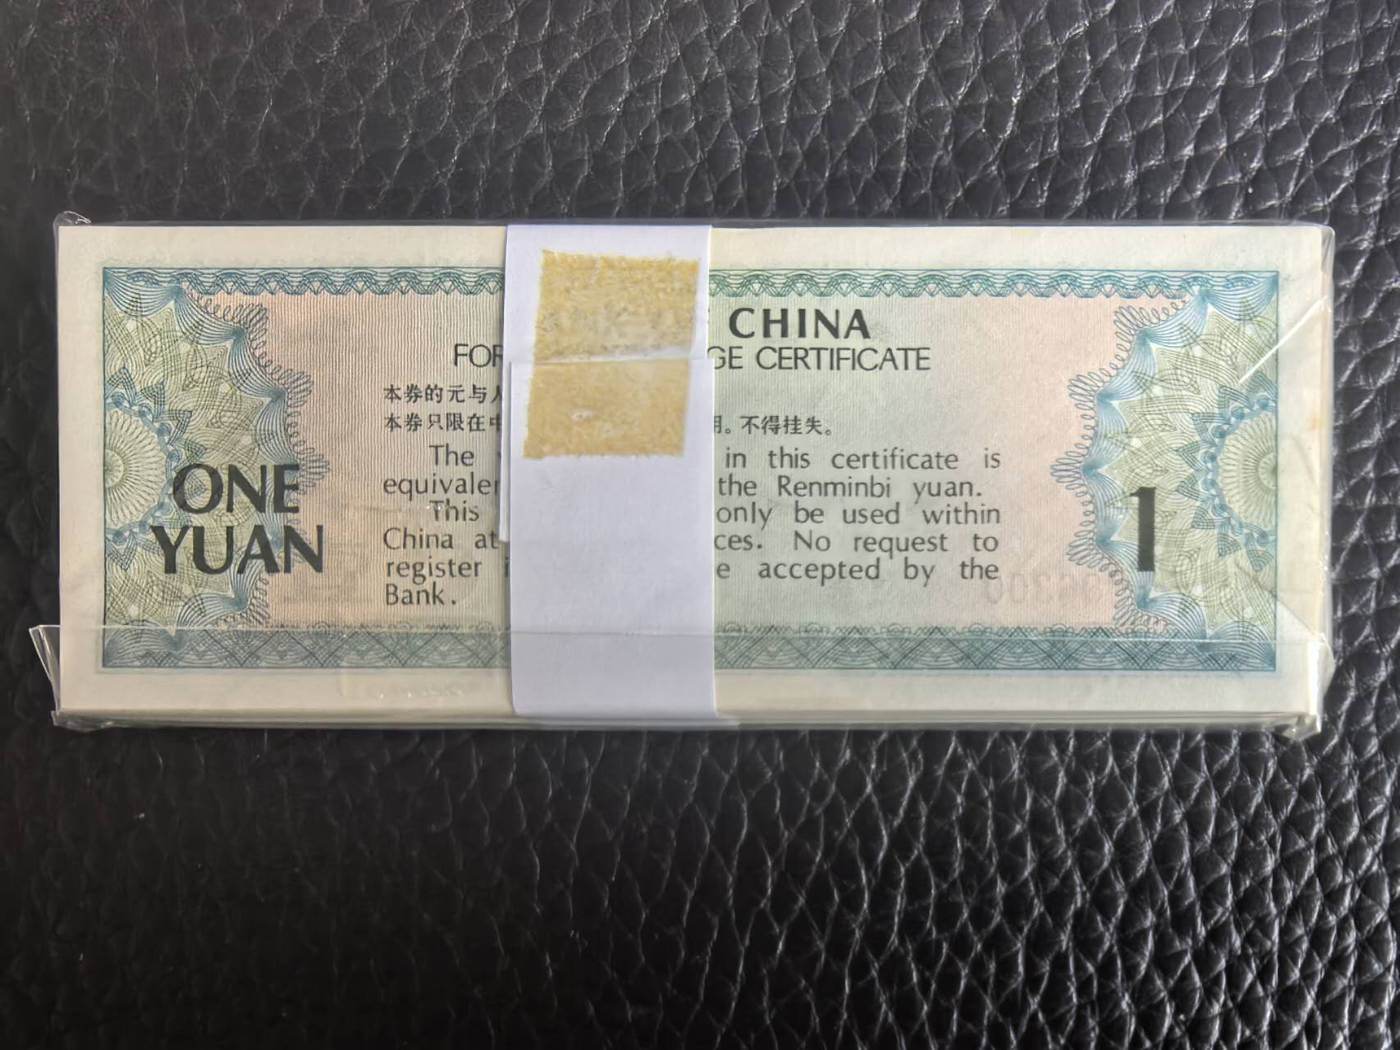 CHINA
FOR GE CERTIFICATE
本券的元与人
本券只限在中 用。不得挂失。
The in this certificate is
equivalen the Renminbi yuan.
This only be used within
China at ces. No request to
register i e accepted by the
Bank.
ONE
YUAN
1